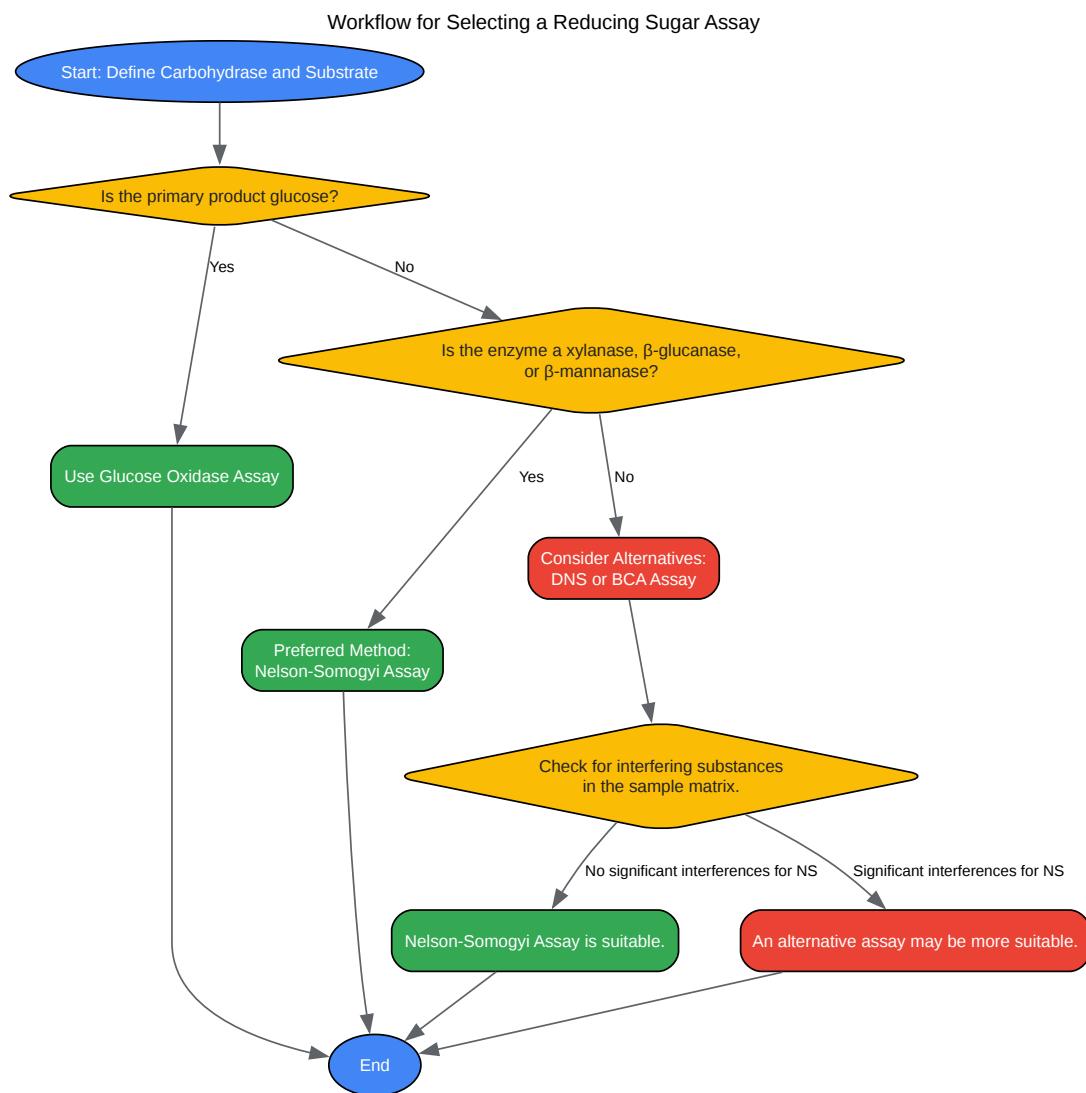 Workflow for Selecting a Reducing Sugar Assay
Start: Define Carbohydrase and Substrate
Is the primary product glucose?
Yes
No
Is the enzyme a xylanase, β-glucanase,
or β-mannanase?
Use Glucose Oxidase Assay
Yes
No
Consider Alternatives:
DNS or BCA Assay
Preferred Method:
Nelson-Somogyi Assay
Check for interfering substances
in the sample matrix.
No significant interferences for NS
Significant interferences for NS
Nelson-Somogyi Assay is suitable.
An alternative assay may be more suitable.
End